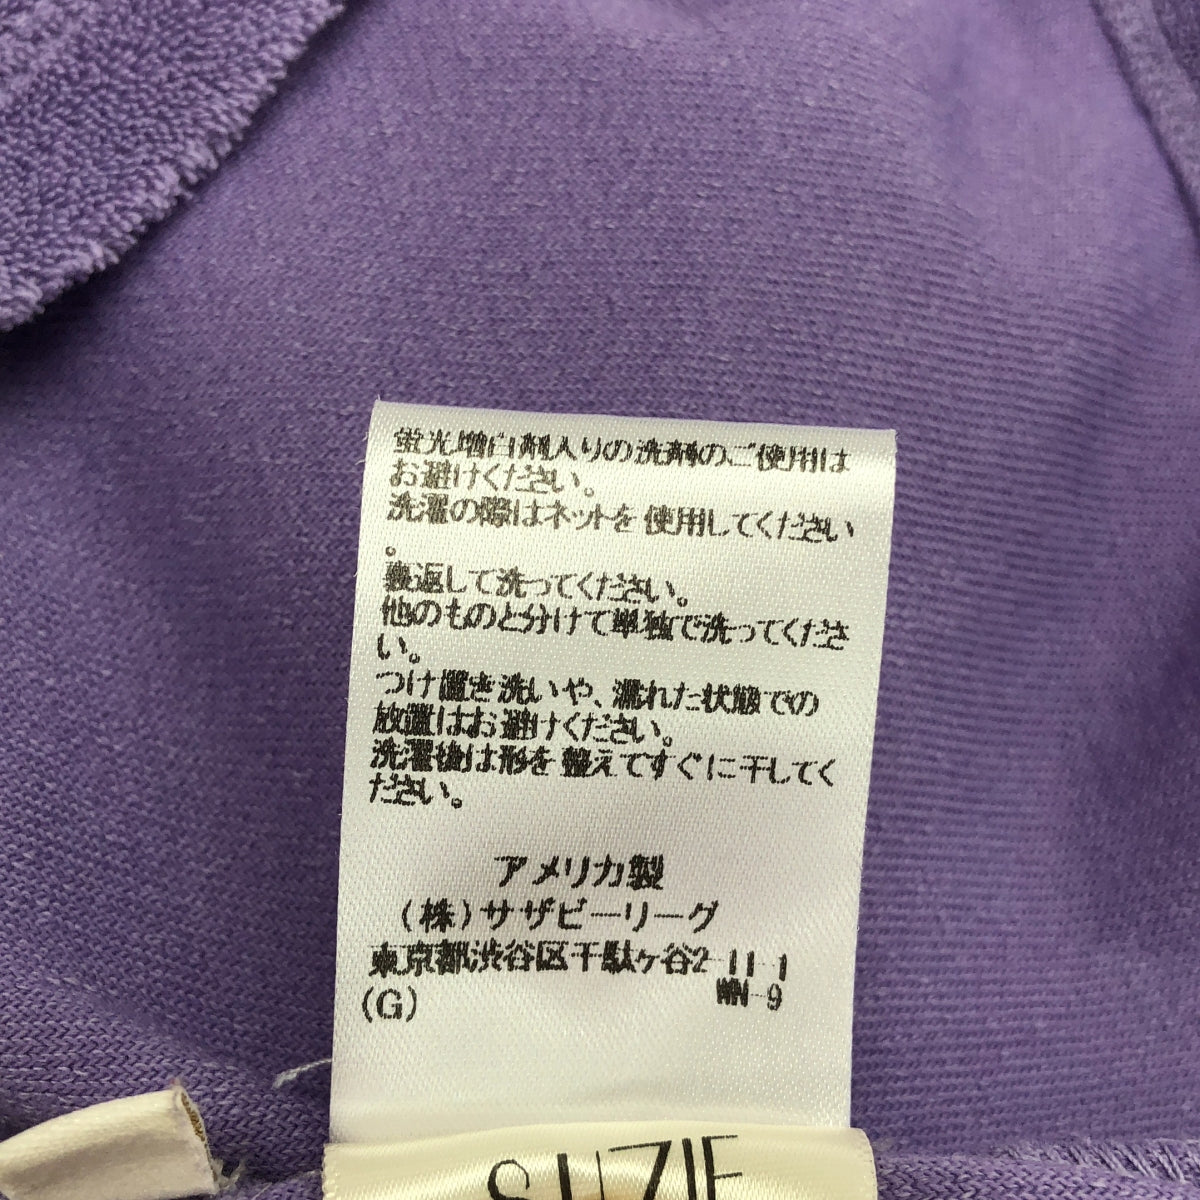 蛍光増白剤入りの洗剤のご使用は
お避けください。
洗濯の際はネットを使用してください
。
裏返して洗ってください。
他のものと分けて単独で洗ってくださ
い。
つけ置き洗いや、濡れた状態での
放置はお避けください。
洗濯後は形を整えてすぐに干してく
ださい。
アメリカ製
(株)サザビーリーグ
東京都渋谷区千駄ヶ谷2-11-1
(G)
-9
SUZIE